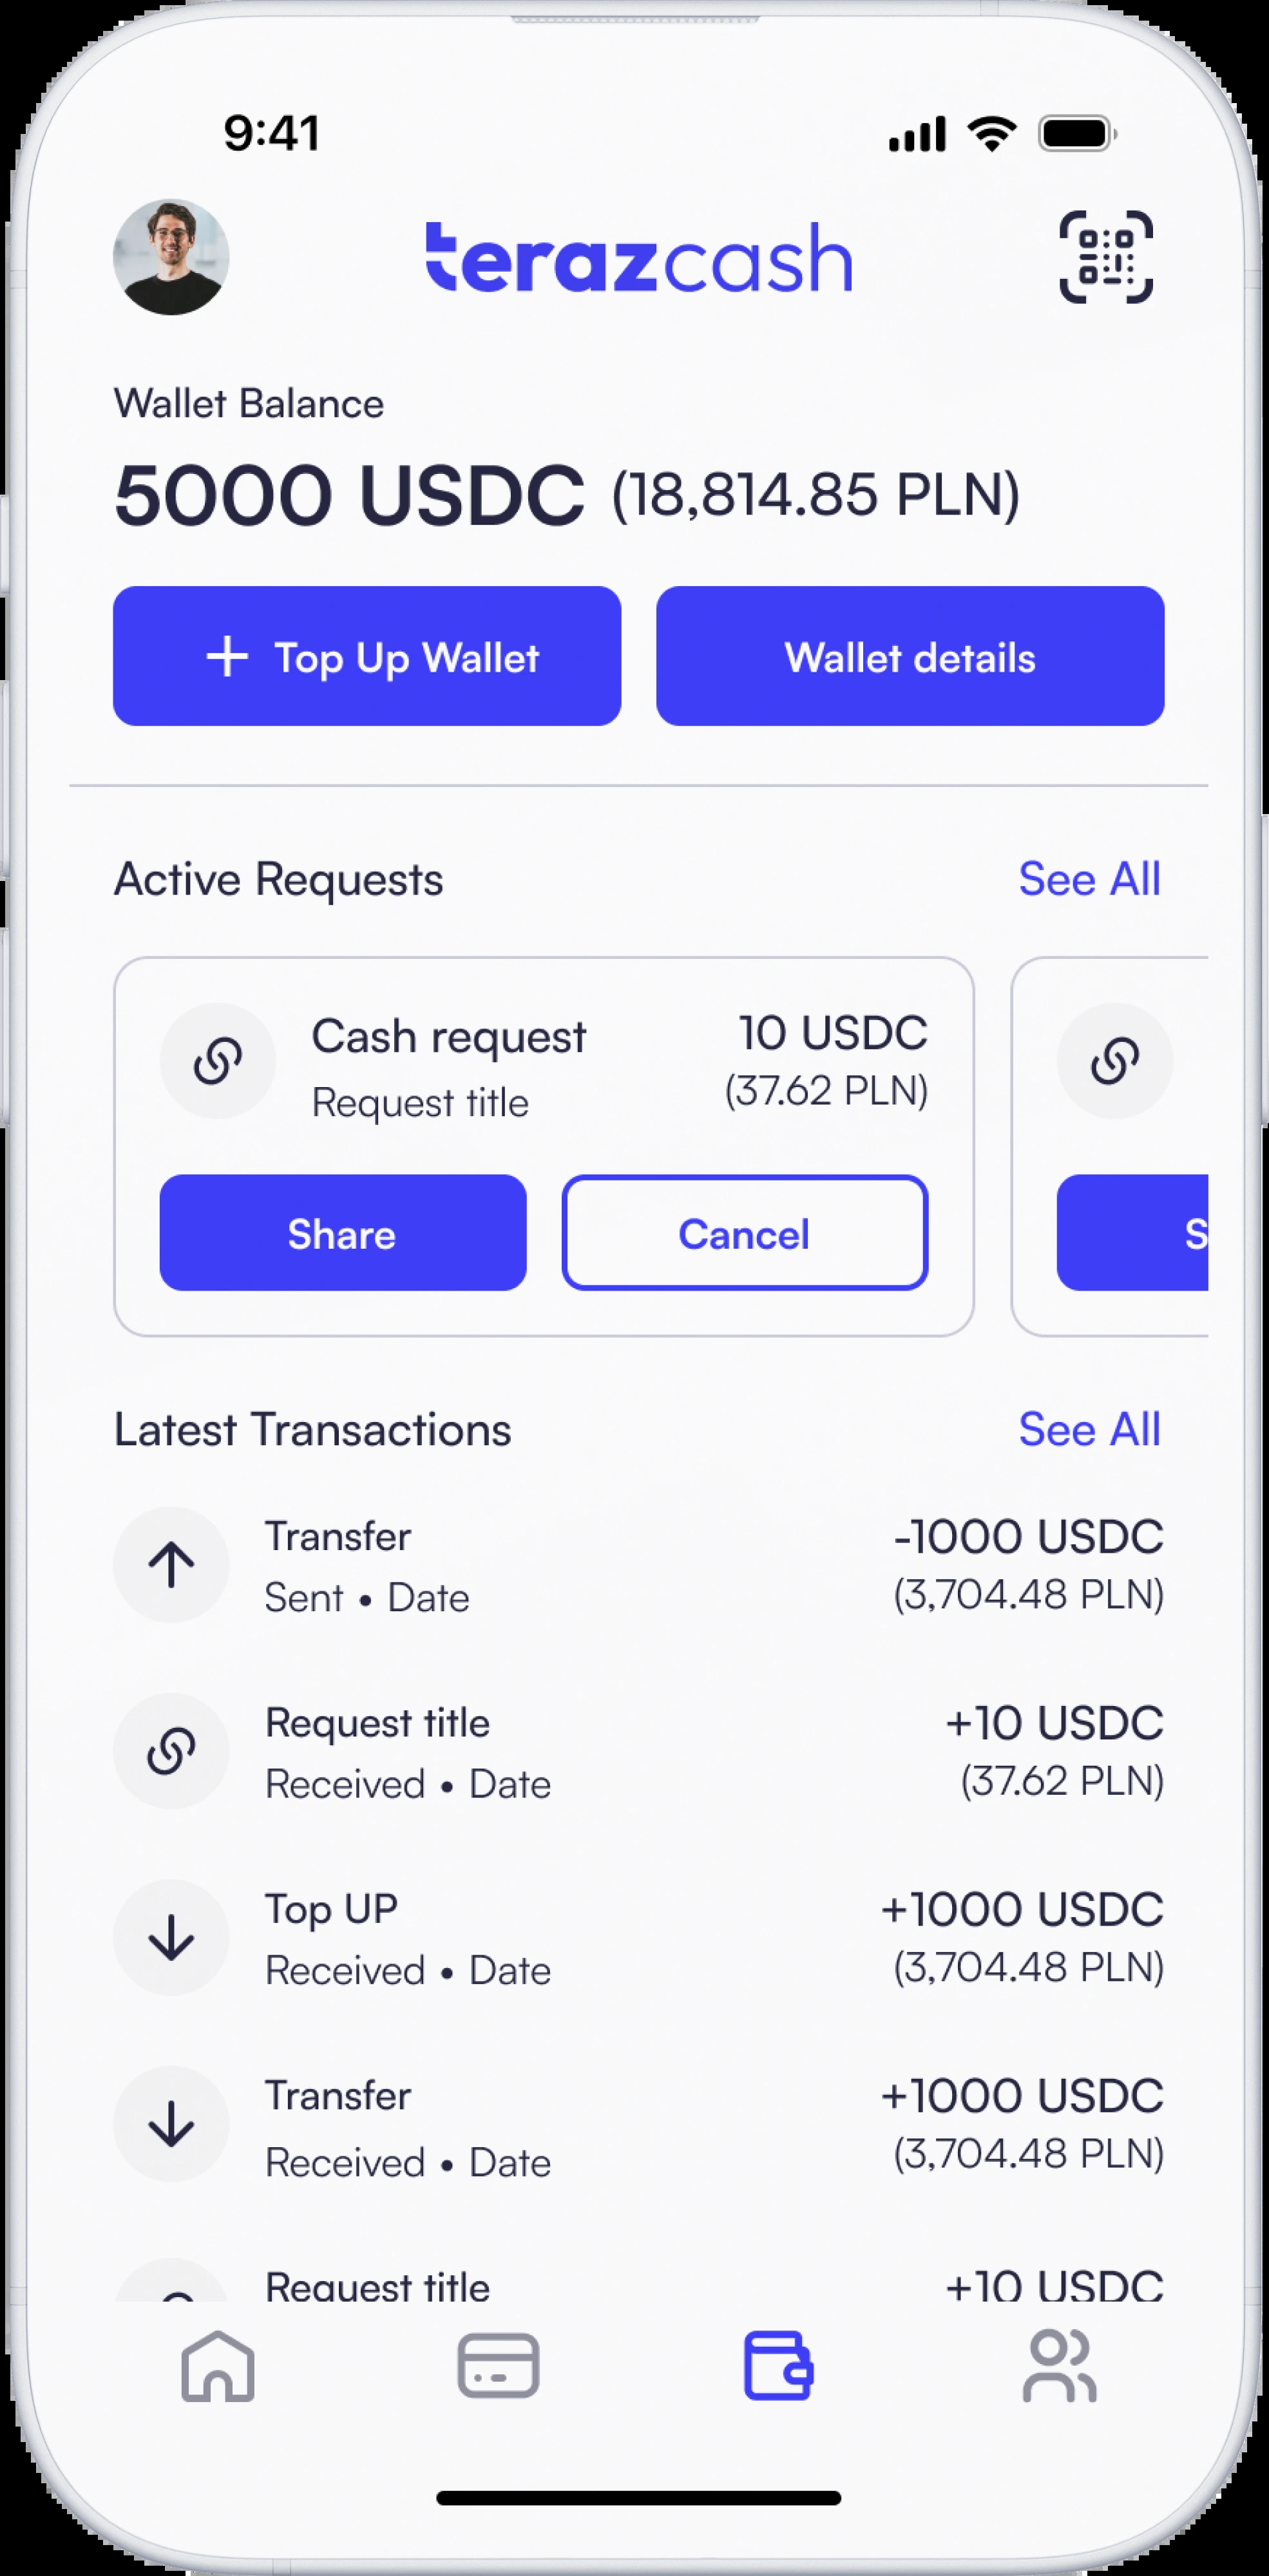 9:41
terazcash
Wallet Balance
5000 USDC (18,814.85 PLN)
Top Up Wallet
Wallet details
Active Requests
See All
Cash request
10 USDC
Request title
(37.62 PLN)
Share
Cancel
S
Latest Transactions
See All
Transfer
-1000 USDC
Sent • Date
(3,704.48 PLN)
Request title
+10 USDC
Received • Date
(37.62 PLN)
Top UP
+1000 USDC
Received • Date
(3,704.48 PLN)
Transfer
+1000 USDC
Received • Date
(3,704.48 PLN)
Request title
+10 USDC